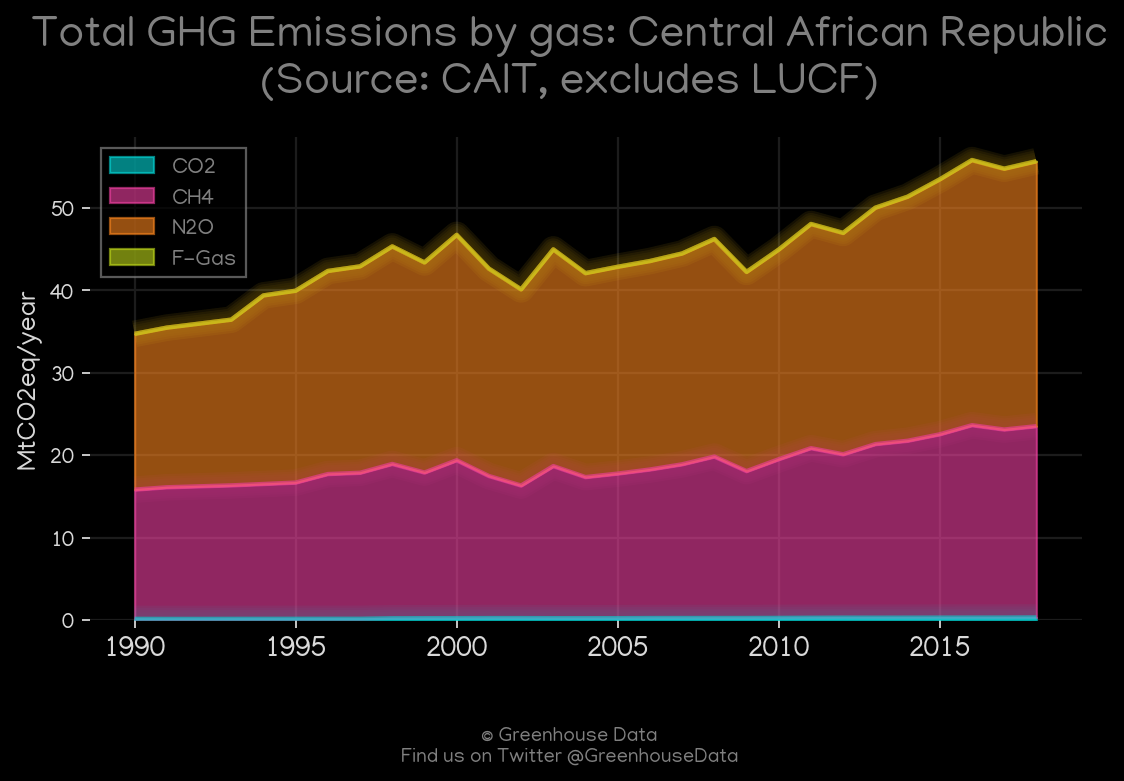 Total GHG Emissions by gas: Central African Republic
(Source: CAIT, excludes LUCF)
CO2
CH4
N2O
F-Gas
MtCO2eq/year
50
40
30
20
10
0
1990 1995 2000 2005 2010 2015
© Greenhouse Data
Find us on Twitter @GreenhouseData